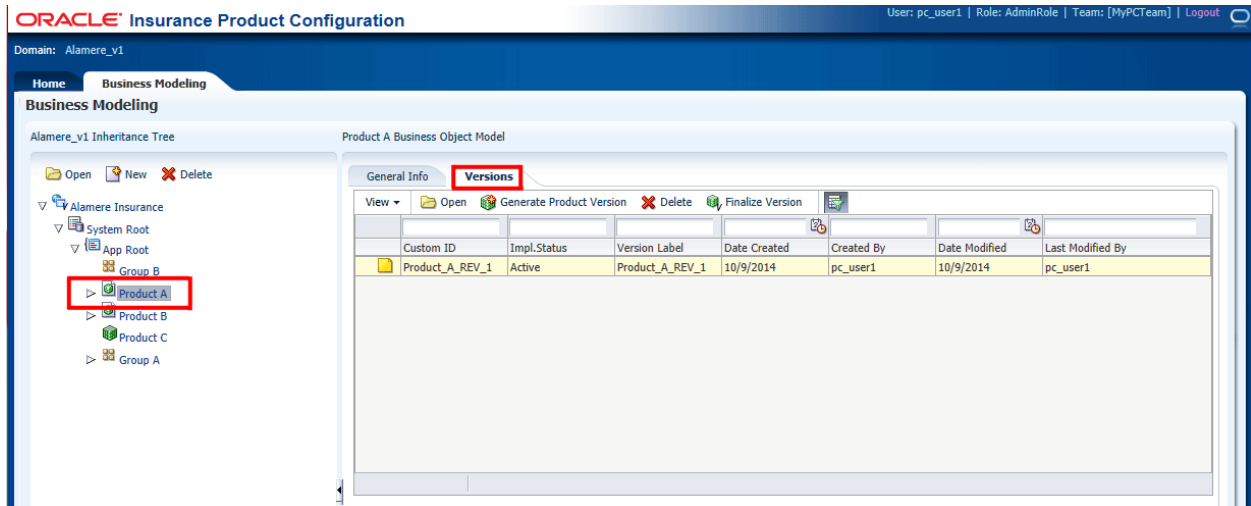 ORACLE Insurance Product Configuration
User: pc_user1 | Role: AdminRole | Team: [MyPCTeam] | Logout
Domain: Alamere_v1
Home Business Modeling
Business Modeling
Alamere_v1 Inheritance Tree
Open New Delete
Alamere Insurance
System Root
App Root
Group B
Product A
Product B
Product C
Group A
Product A Business Object Model
General Info Versions
View Open Generate Product Version Delete Finalize Version
Custom ID Impl.Status Version Label Date Created Created By Date Modified Last Modified By
Product_A_REV_1 Active Product_A_REV_1 10/9/2014 pc_user1 10/9/2014 pc_user1